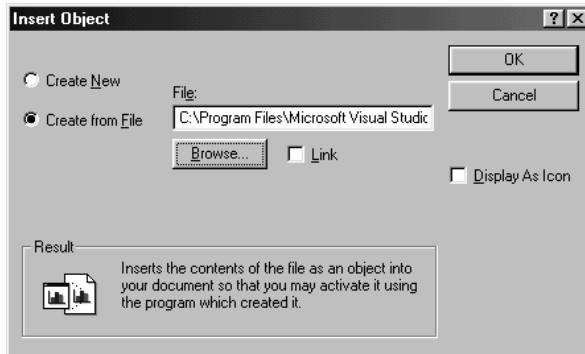 Insert Object
Create New
Create from File
File:
C:\Program Files\Microsoft Visual Studic
Browse...
Link
OK
Cancel
Display As Icon
Result
Inserts the contents of the file as an object into
your document so that you may activate it using
the program which created it.